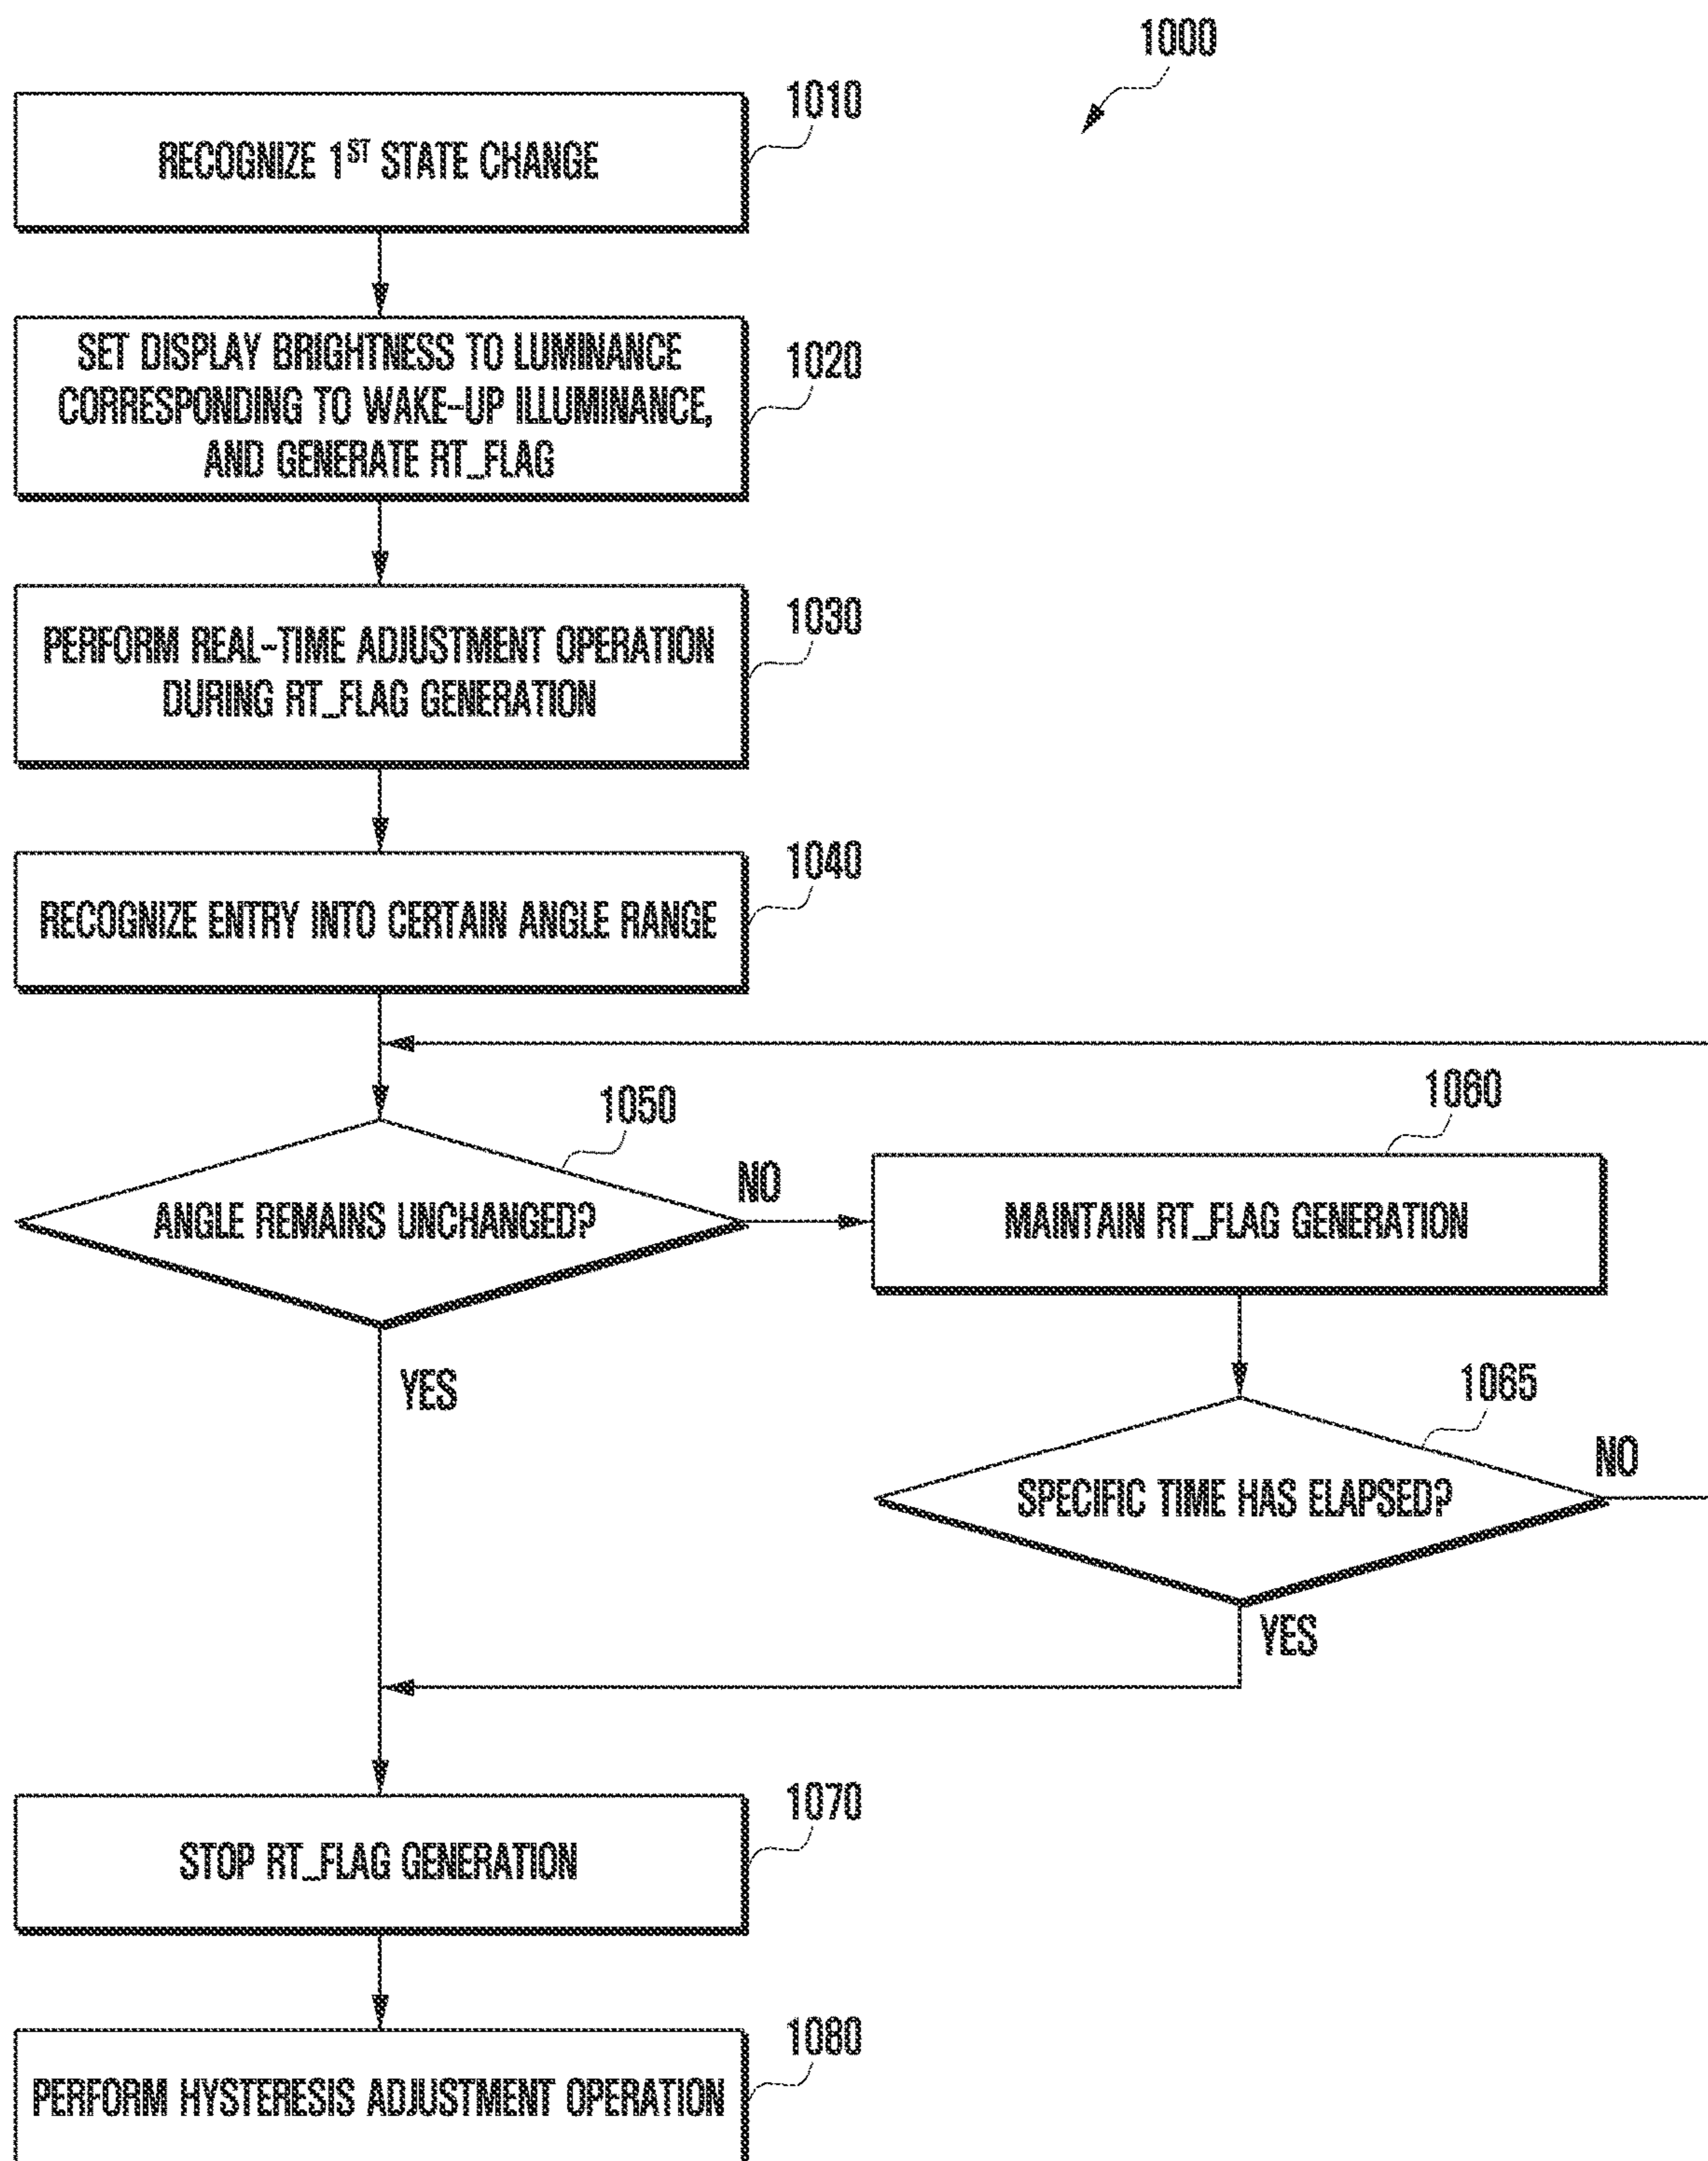 1000
1010
RECOGNIZE 1ST STATE CHANGE
SET DISPLAY BRIGHTNESS TO LUMINANCE
CORRESPONDING TO WAKE-UP ILLUMINANCE,
AND GENERATE RT_FLAG
1020
PERFORM REAL-TIME ADJUSTMENT OPERATION
DURING RT_FLAG GENERATION
1030
RECOGNIZE ENTRY INTO CERTAIN ANGLE RANGE
1040
1050
ANGLE REMAINS UNCHANGED?
NO
YES
1060
MAINTAIN RT_FLAG GENERATION
1065
SPECIFIC TIME HAS ELAPSED?
NO
YES
1070
STOP RT_FLAG GENERATION
1080
PERFORM HYSTERESIS ADJUSTMENT OPERATION